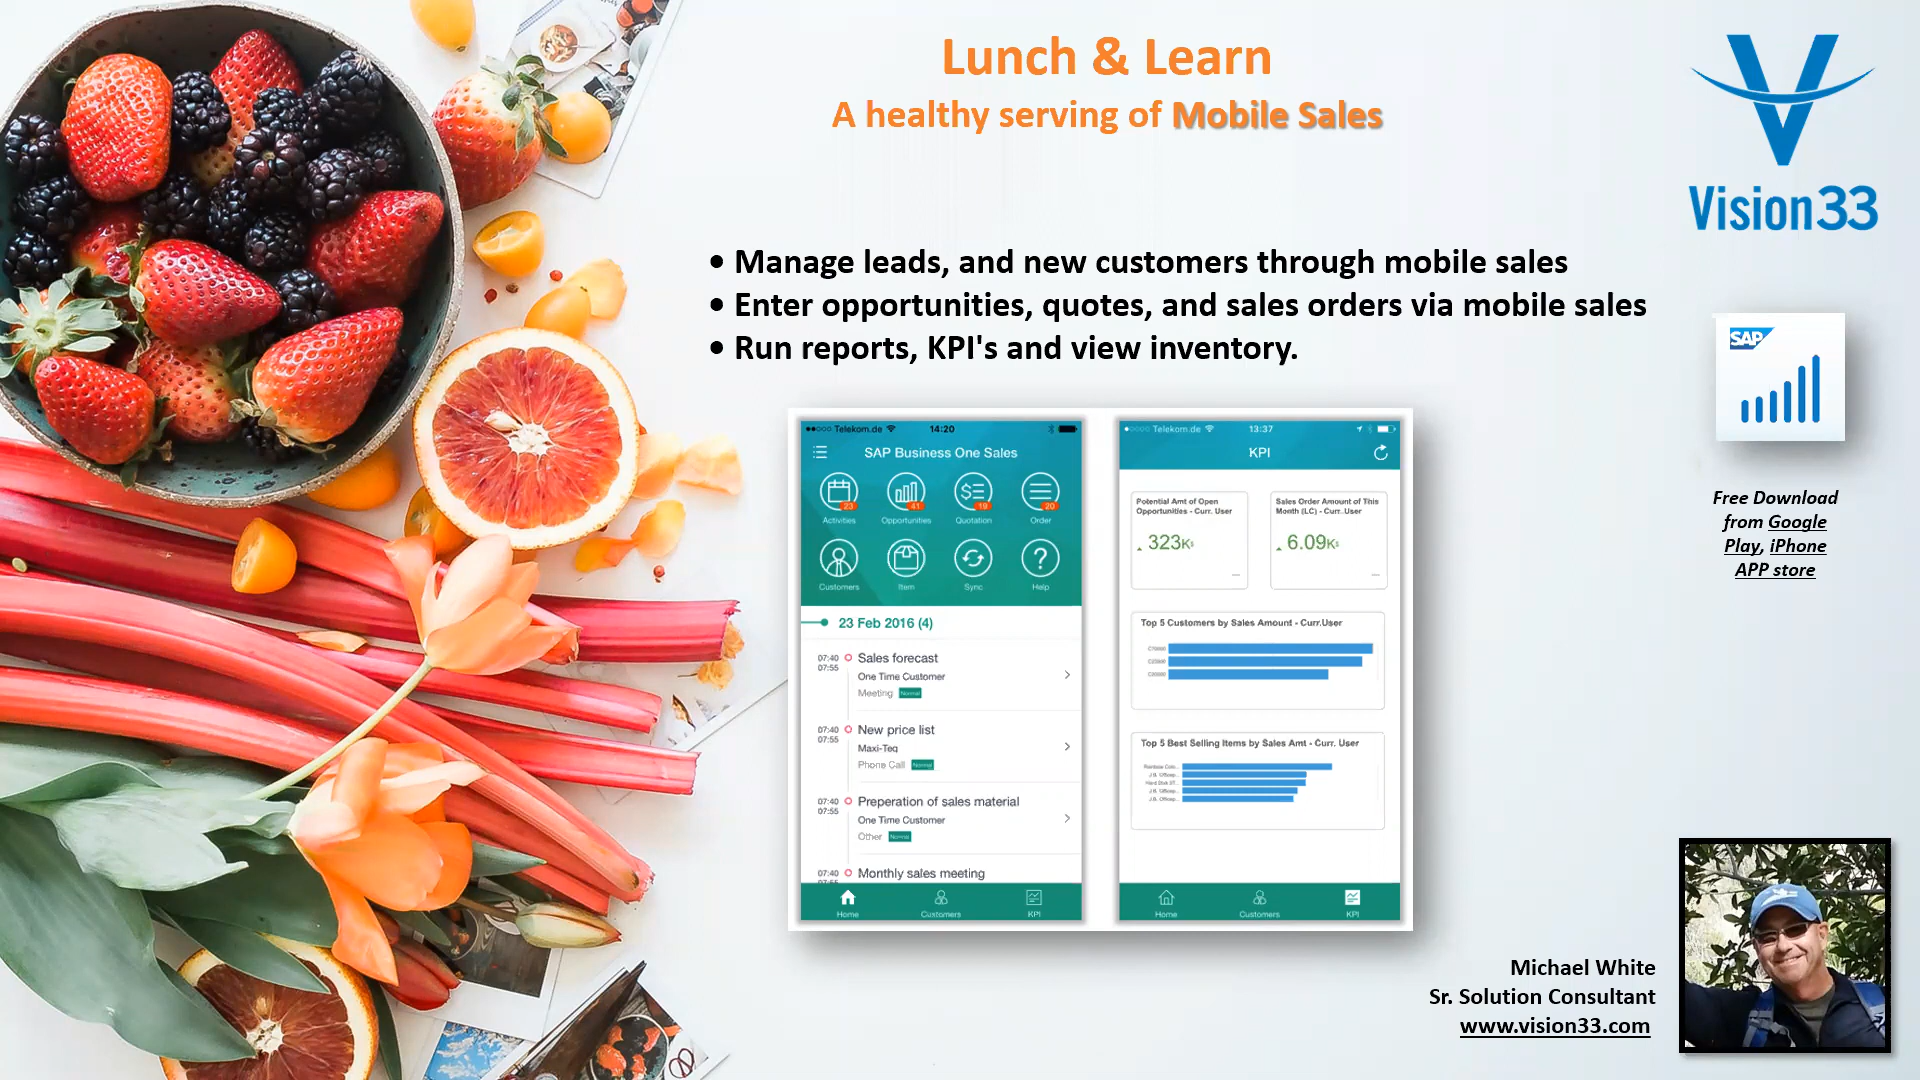 Lunch & Learn
A healthy serving of Mobile Sales
Vision33
• Manage leads, and new customers through mobile sales
• Enter opportunities, quotes, and sales orders via mobile sales
• Run reports, KPI's and view inventory.
SAP
Free Download
from Google
Play, iPhone
APP store
Telekom.de 14:20
SAP Business One Sales
23 41 19 20
Activities Opportunities Quotation Order
Customers Item Sync Help
23 Feb 2016 (4)
07:40 Sales forecast
07:55 One Time Customer
Meeting Normal
07:40 New price list
07:55 Maxi-Teq
Phone Call Normal
07:40 Preperation of sales material
07:55 One Time Customer
Other Normal
07:40 Monthly sales meeting
Home Customers KPI
Telekom.de 13:37
KPI
Potential Amt of Open
Opportunities - Curr. User
323K$
Sales Order Amount of This
Month (LC) - Curr. User
6.09K$
Top 5 Customers by Sales Amount - Curr.User
Top 5 Best Selling Items by Sales Amt - Curr. User
Home Customers KPI
Michael White
Sr. Solution Consultant
www.vision33.com